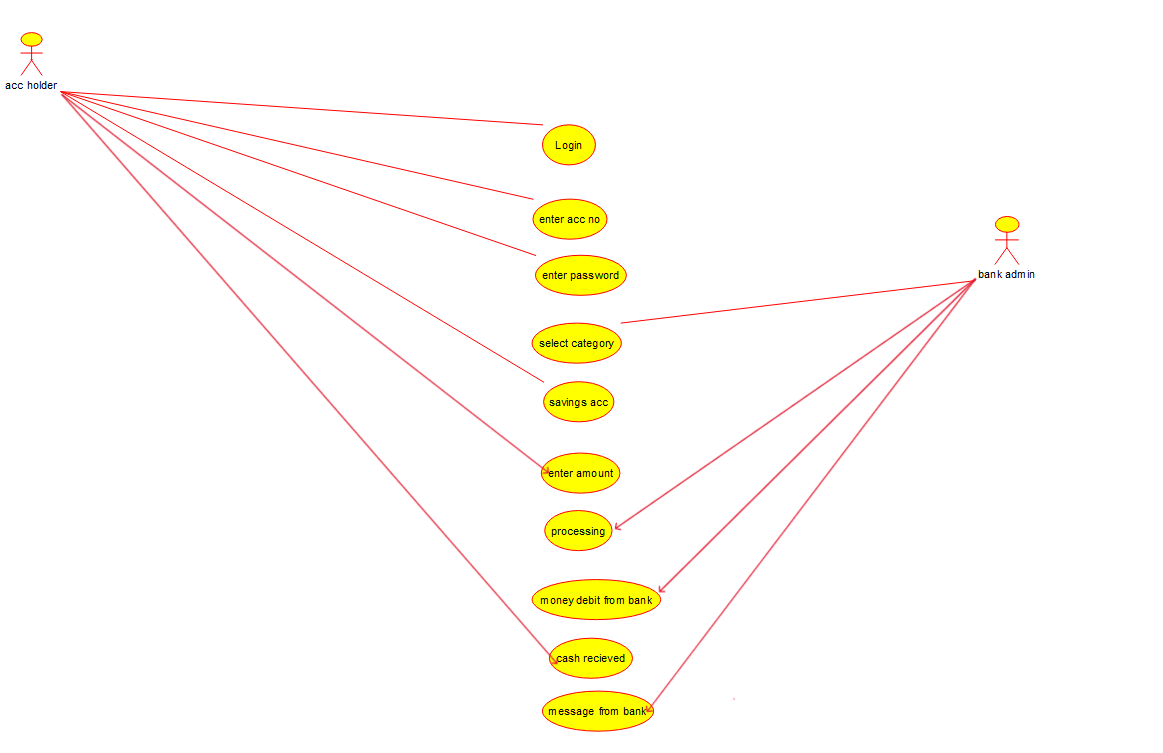 acc holder
Login
enter acc no
enter password
bank admin
select category
savings acc
enter amount
processing
money debit from bank
cash recieved
message from bank